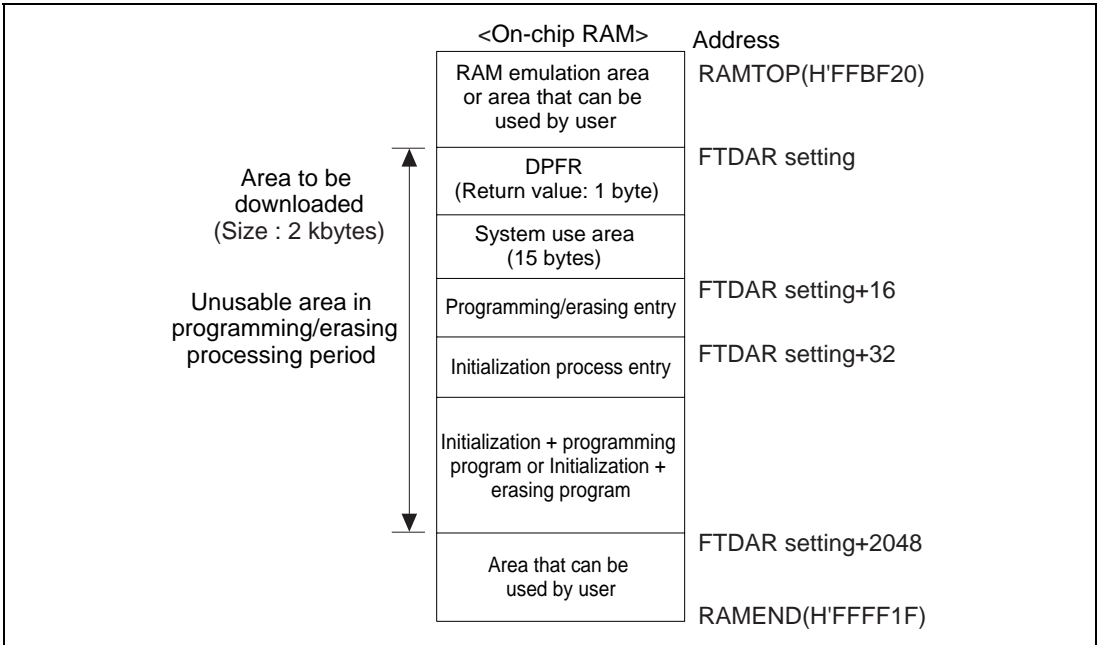 <On-chip RAM>
Address
RAM emulation area
or area that can be
used by user
RAMTOP(H'FFBF20)
Area to be
downloaded
(Size : 2 kbytes)
DPFR
(Return value: 1 byte)
FTDAR setting
System use area
(15 bytes)
Unusable area in
programming/erasing
processing period
Programming/erasing entry
FTDAR setting+16
Initialization process entry
FTDAR setting+32
Initialization + programming
program or Initialization +
erasing program
Area that can be
used by user
FTDAR setting+2048
RAMEND(H'FFFF1F)